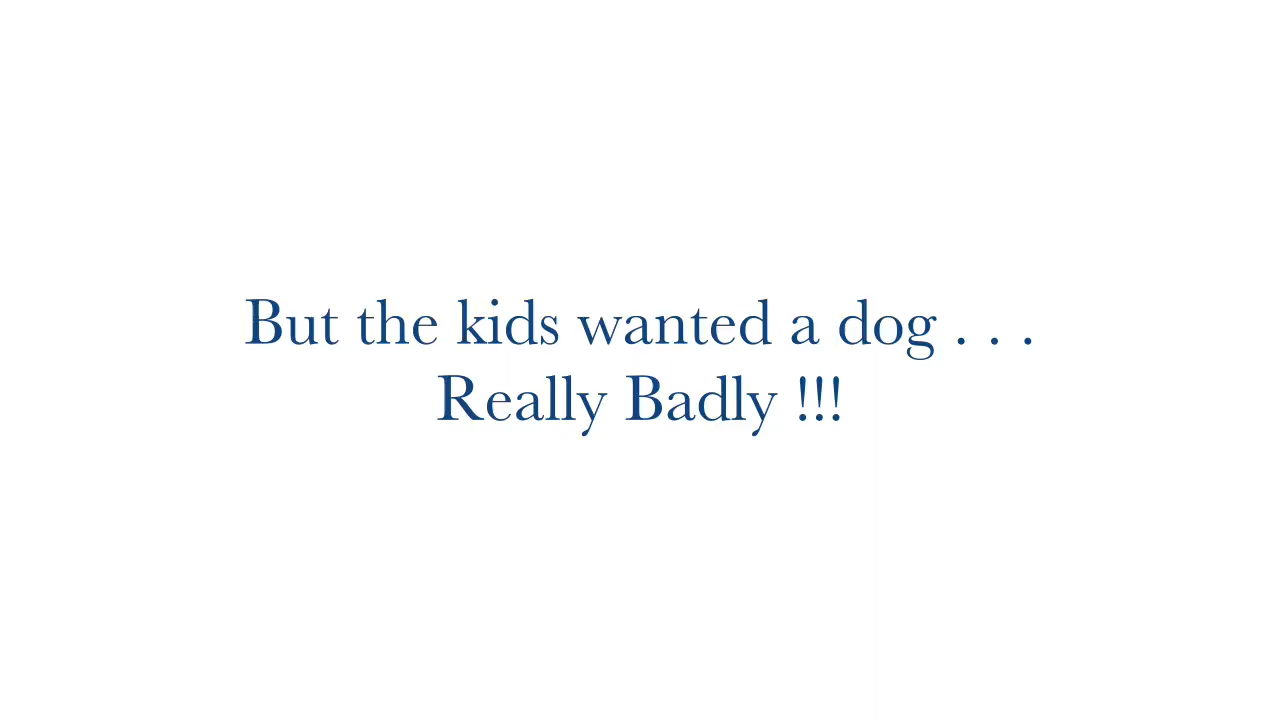 But the kids wanted a dog . . .
Really Badly !!!